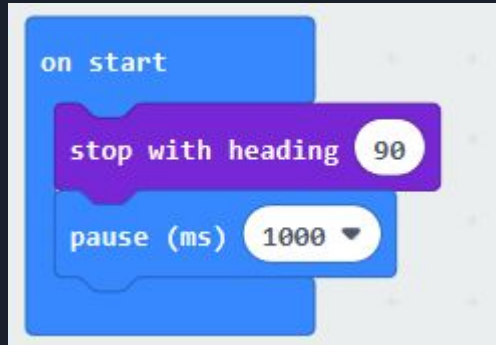 on start
stop with heading 90
pause (ms) 1000